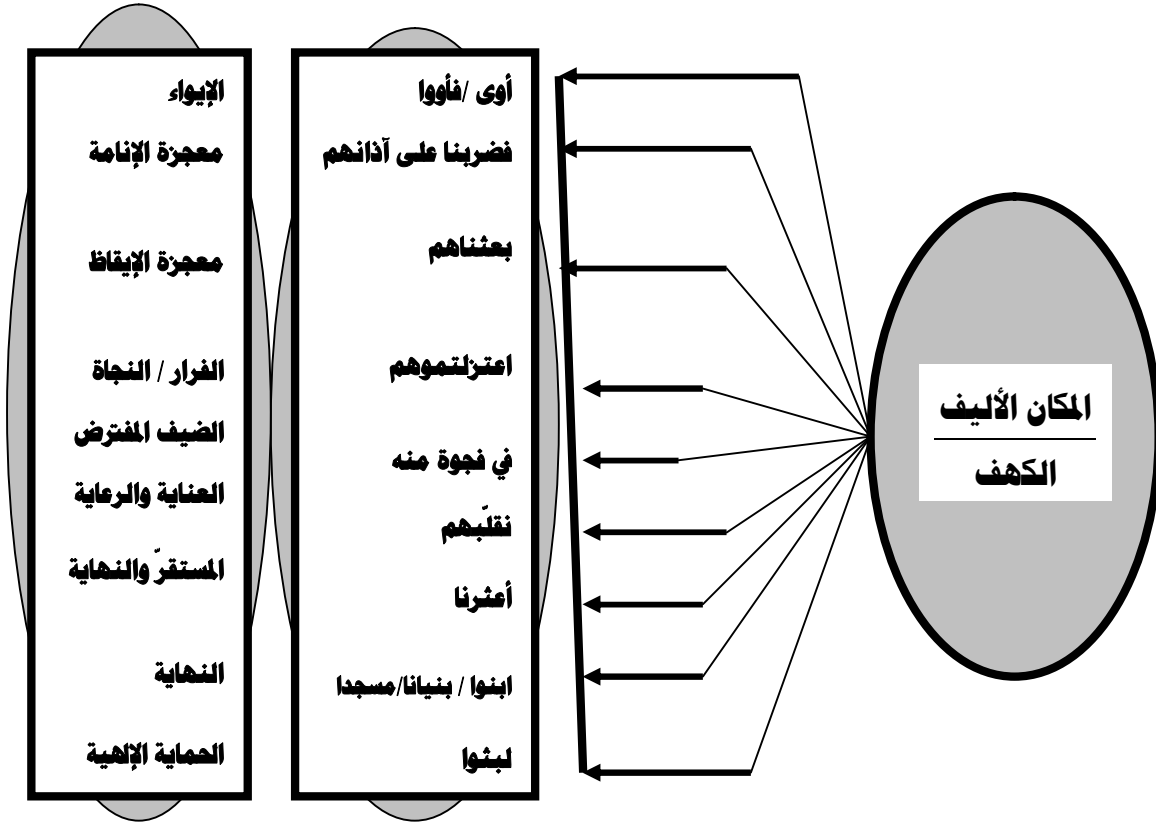 المكان الأليف
الكهف
أوى /فأووا
فضربنا على آذانهم
بعثناهم
اعتزلتموهم
في فجوة منه
نقلّبهم
أعثرنا
ابنوا / بنيانا/مسجدا
لبثوا
الإيواء
معجزة الإنامة
معجزة الإيقاظ
الفرار / النجاة
الضيف المفترض
العناية والرعاية
المستقرّ والنهاية
النهاية
الحماية الإلهية